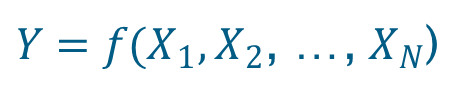 Y = f(X₁, X₂, …, X_N)